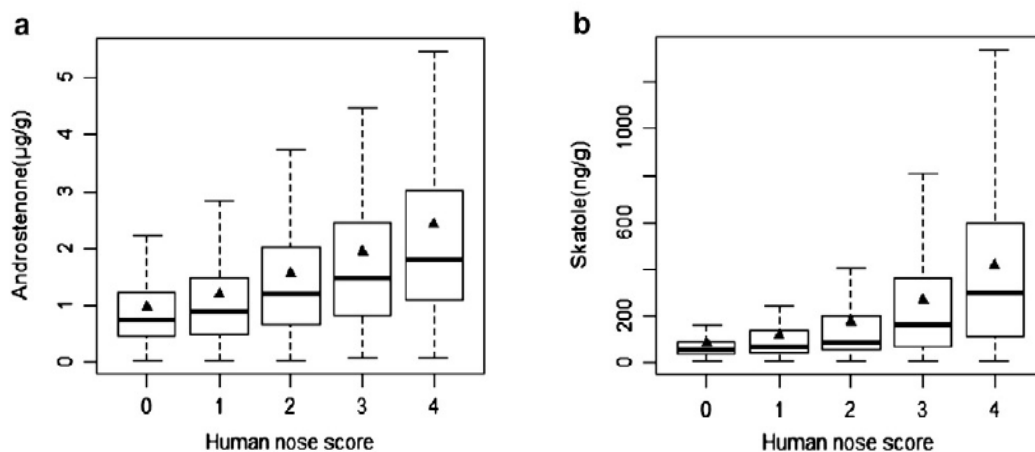 a
Androstenone(µg/g)
5
4
3
2
1
0
0 1 2 3 4
Human nose score
b
Skatole(ng/g)
1000
600
200
0
0 1 2 3 4
Human nose score